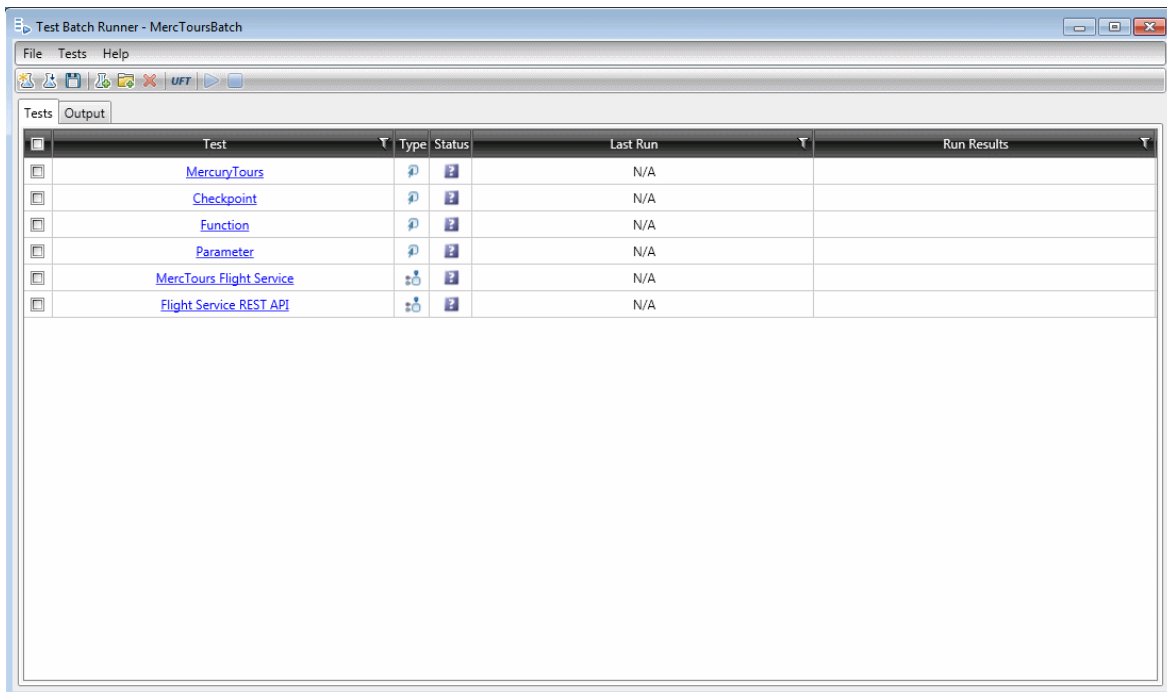 Test Batch Runner - MercToursBatch
File Tests Help
UFT
Tests Output
Test Type Status Last Run Run Results
MercuryTours ? N/A
Checkpoint ? N/A
Function ? N/A
Parameter ? N/A
MercTours Flight Service ? N/A
Flight Service REST API ? N/A